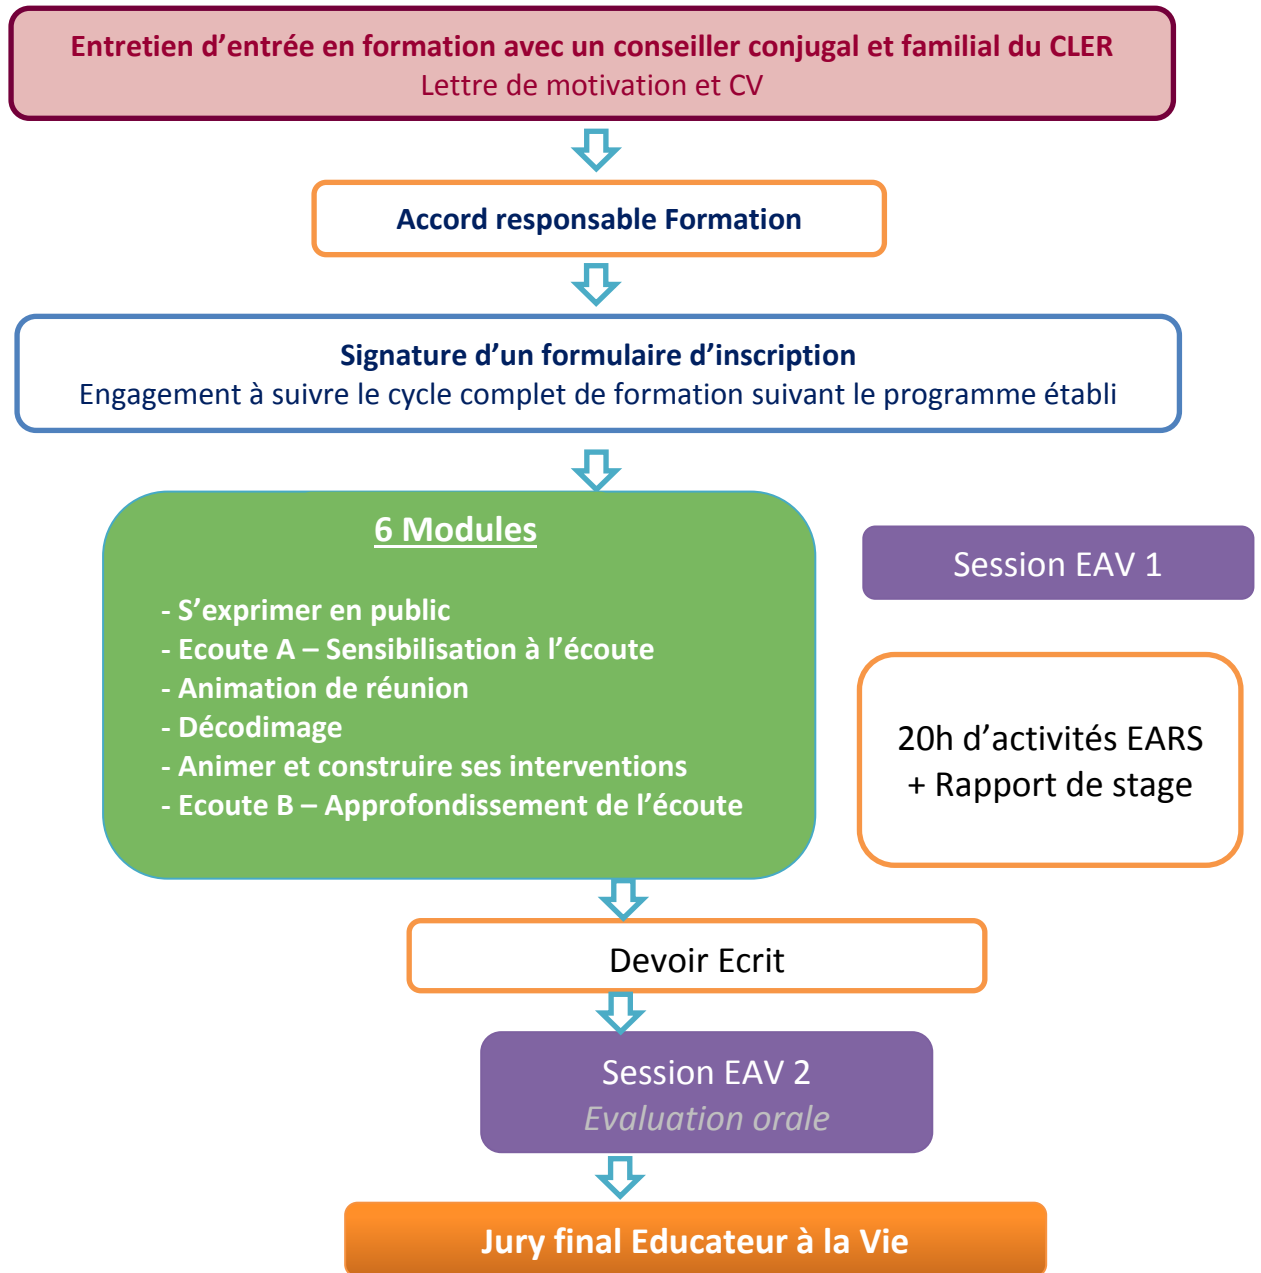 Entretien d’entrée en formation avec un conseiller conjugal et familial du CLER
Lettre de motivation et CV
Accord responsable Formation
Signature d’un formulaire d’inscription
Engagement à suivre le cycle complet de formation suivant le programme établi
6 Modules
- S’exprimer en public
- Ecoute A – Sensibilisation à l’écoute
- Animation de réunion
- Décodimage
- Animer et construire ses interventions
- Ecoute B – Approfondissement de l’écoute
Session EAV 1
20h d’activités EARS
+ Rapport de stage
Devoir Ecrit
Session EAV 2
Evaluation orale
Jury final Educateur à la Vie